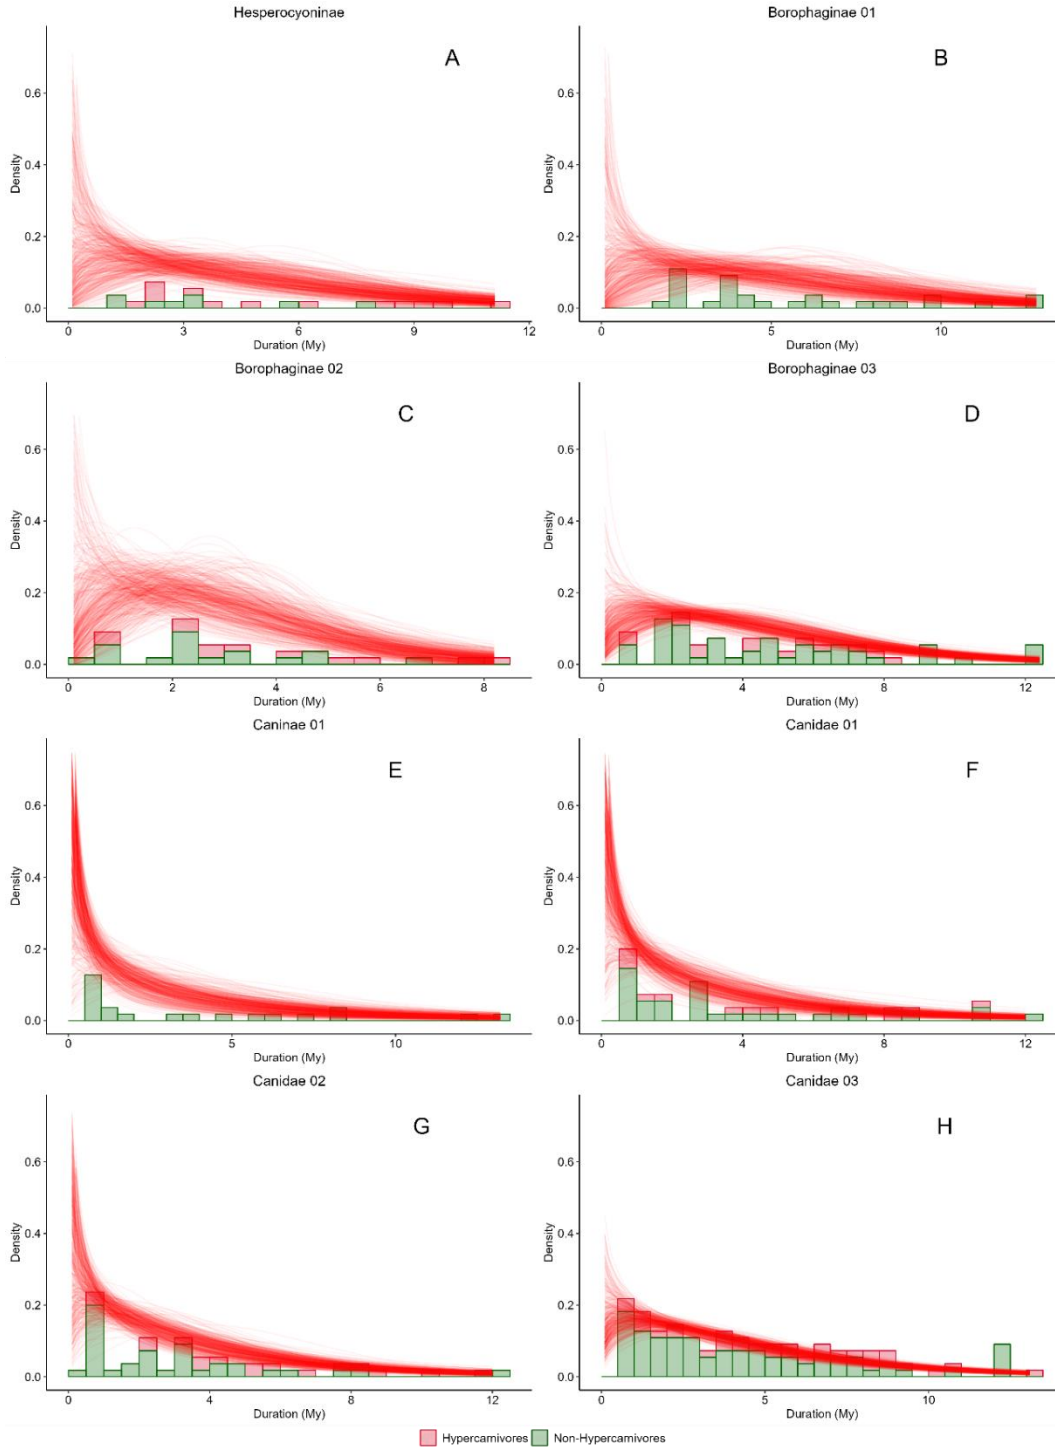 Hesperocyoninae
A
Density
0.6
0.4
0.2
0.0
0 3 6 9 12
Duration (My)
Borophaginae 01
B
Density
0.6
0.4
0.2
0.0
0 5 10
Duration (My)
Borophaginae 02
C
Density
0.6
0.4
0.2
0.0
0 2 4 6 8
Duration (My)
Borophaginae 03
D
Density
0.6
0.4
0.2
0.0
0 4 8 12
Duration (My)
Caninae 01
E
Density
0.6
0.4
0.2
0.0
0 5 10
Duration (My)
Canidae 01
F
Density
0.6
0.4
0.2
0.0
0 4 8 12
Duration (My)
Canidae 02
G
Density
0.6
0.4
0.2
0.0
0 4 8 12
Duration (My)
Canidae 03
H
Density
0.6
0.4
0.2
0.0
0 5 10
Duration (My)
Hypercarnivores Non-Hypercarnivores